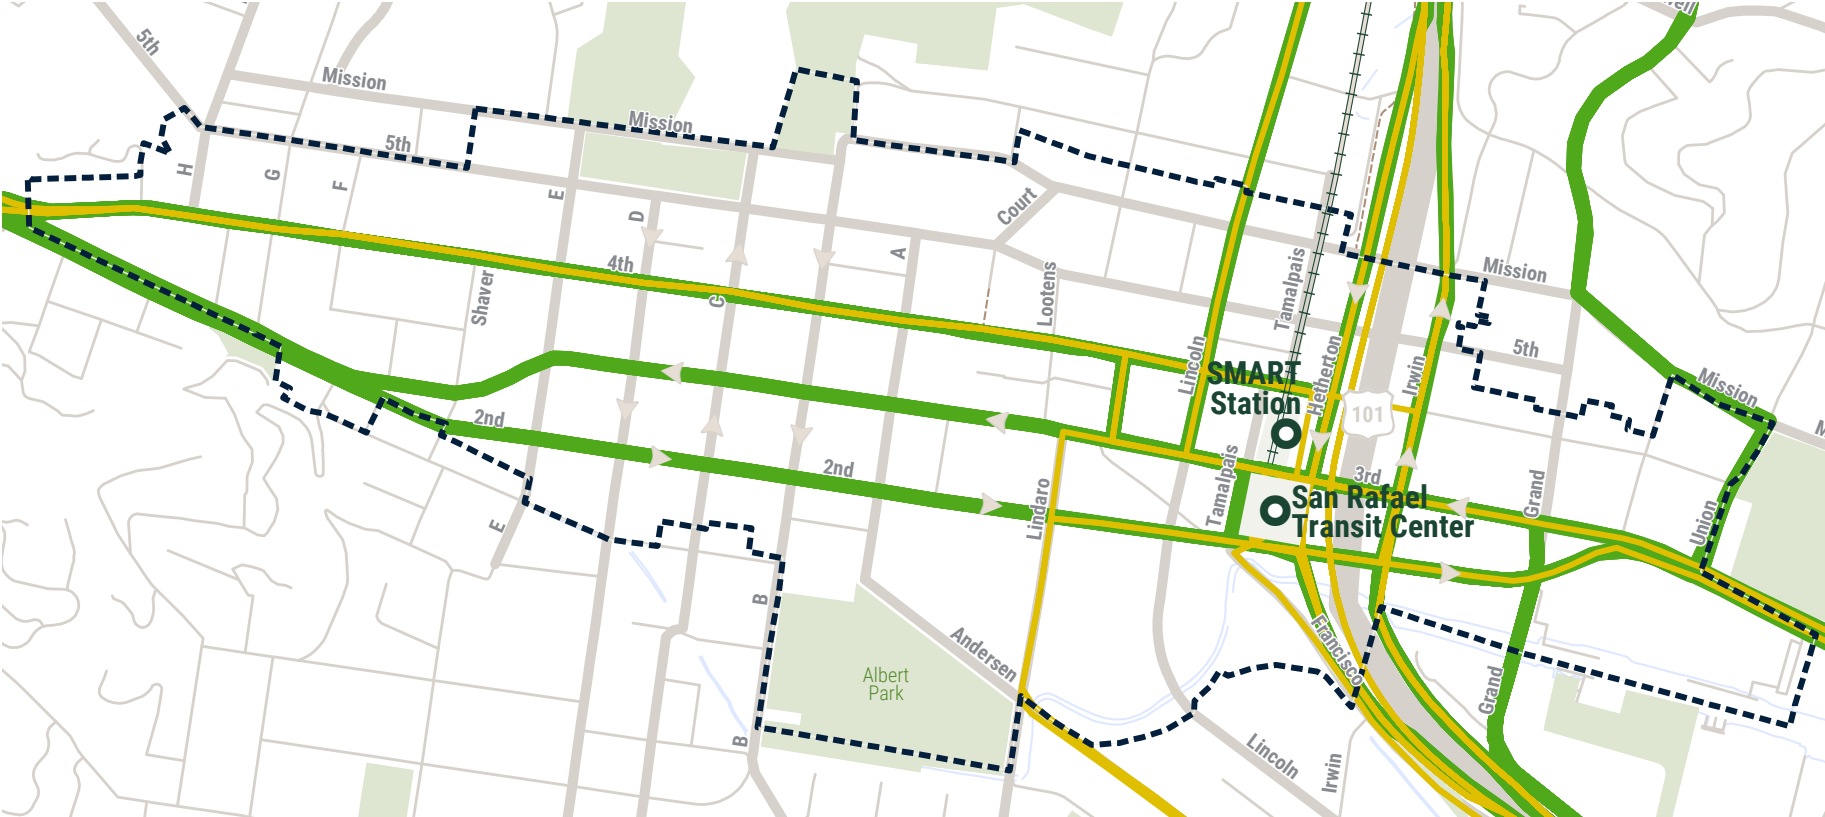 5th
Mission
Mission
5th
H
G
F
E
D
Court
A
4th
Shaver
C
Lootens
Tamalpais
Mission
5th
Lincoln
SMART
Station
Hetherton
Irwin
101
Mission
2nd
2nd
3rd
Tamalpais
Grand
San Rafael
Transit Center
Lindaro
Union
E
B
Andersen
Francisco
Albert
Park
Grand
B
Lincoln
Irwin